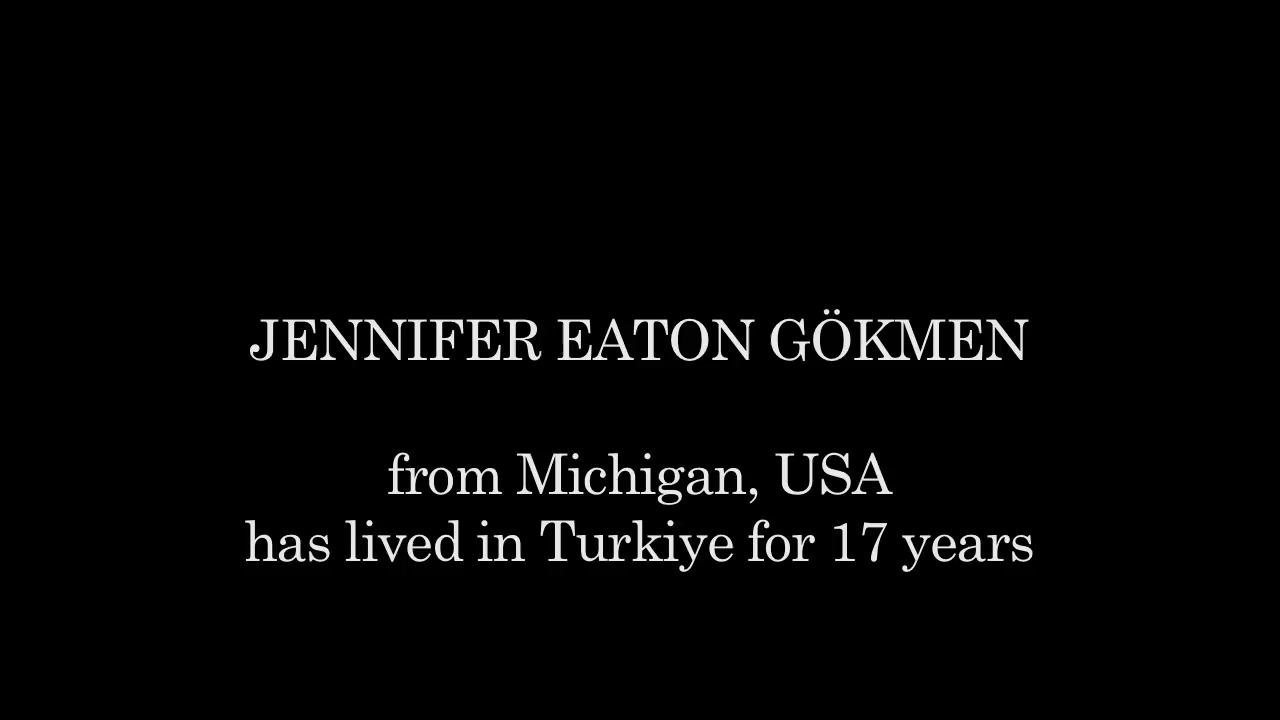 JENNIFER EATON GÖKMEN
from Michigan, USA
has lived in Turkiye for 17 years